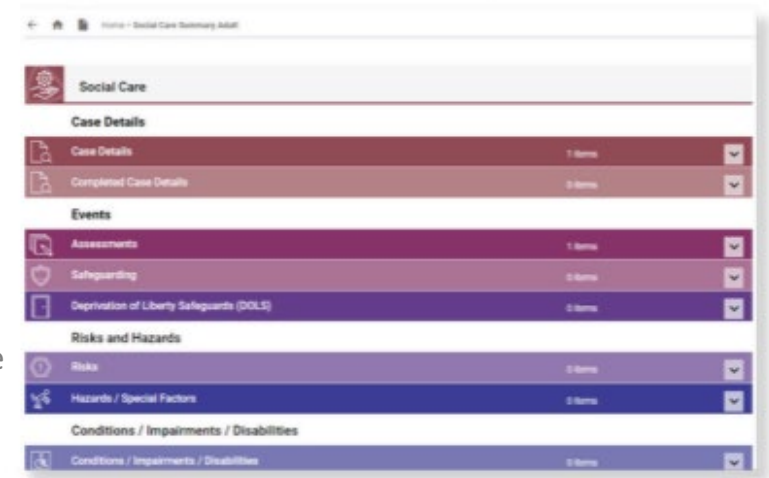 Home > Social Care Summary Adult
Social Care
Case Details
Case Details 1 items
Completed Case Details 0 items
Events
Assessments 1 items
Safeguarding 0 items
Deprivation of Liberty Safeguards (DOLS) 0 items
Risks and Hazards
e
Risks 0 items
Hazards / Special Factors 0 items
Conditions / Impairments / Disabilities
Conditions / Impairments / Disabilities 0 items